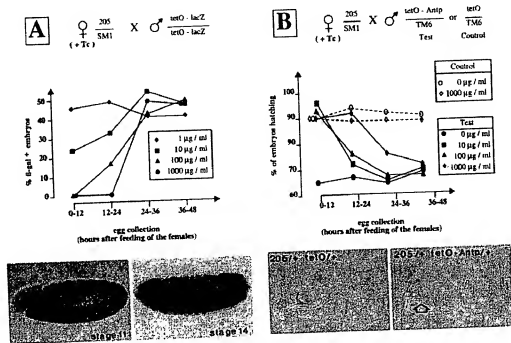 A
♀ 205 / SM1 X ♂ tetO - lacZ / tetO - lacZ
(+ Tc)
% ß-gal + embryos
50
40
30
20
10
0
1 µg / ml
10 µg / ml
100 µg / ml
1000 µg / ml
0-12 12-24 24-36 36-48
egg collection
(hours after feeding of the females)
stage 14
B
♀ 205 / SM1 X ♂ tetO - Antp / TM6 or tetO / TM6
(+ Tc) Test Control
Control
0 µg / ml
1000 µg / ml
% of embryos hatching
100
90
80
70
60
Test
0 µg / ml
10 µg / ml
100 µg / ml
1000 µg / ml
0-12 12-24 24-36 36-48
egg collection
(hours after feeding of the females)
205/+ tetO/+
205/+ tetO-Antp/+